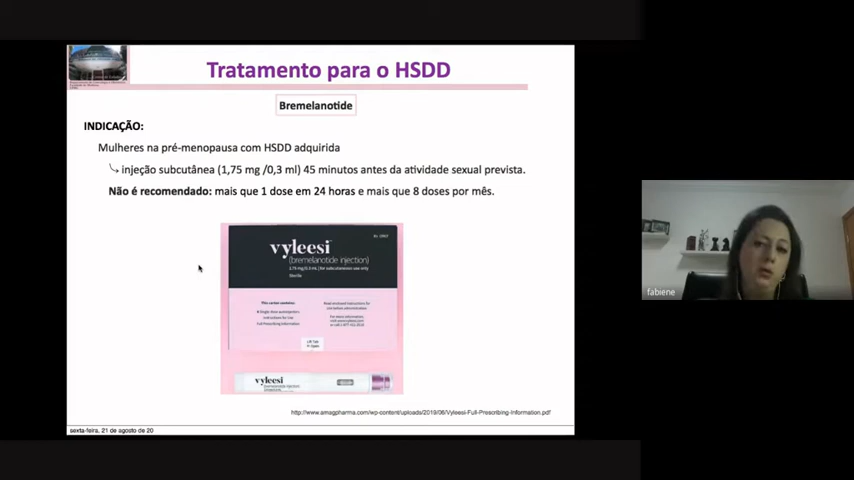 Tratamento para o HSDD
Bremelanotide
INDICAÇÃO:
Mulheres na pré-menopausa com HSDD adquirida
injeção subcutânea (1,75 mg /0,3 ml) 45 minutos antes da atividade sexual prevista.
Não é recomendado: mais que 1 dose em 24 horas e mais que 8 doses por mês.
vyleesi
(bremelanotide injection)
1.75 mg/0.3 mL | For subcutaneous use only
vyleesi
http://www.amagpharma.com/wp-content/uploads/2019/06/Vyleesi-Full-Prescribing-Information.pdf
sexta-feira, 21 de agosto de 20
fabiene